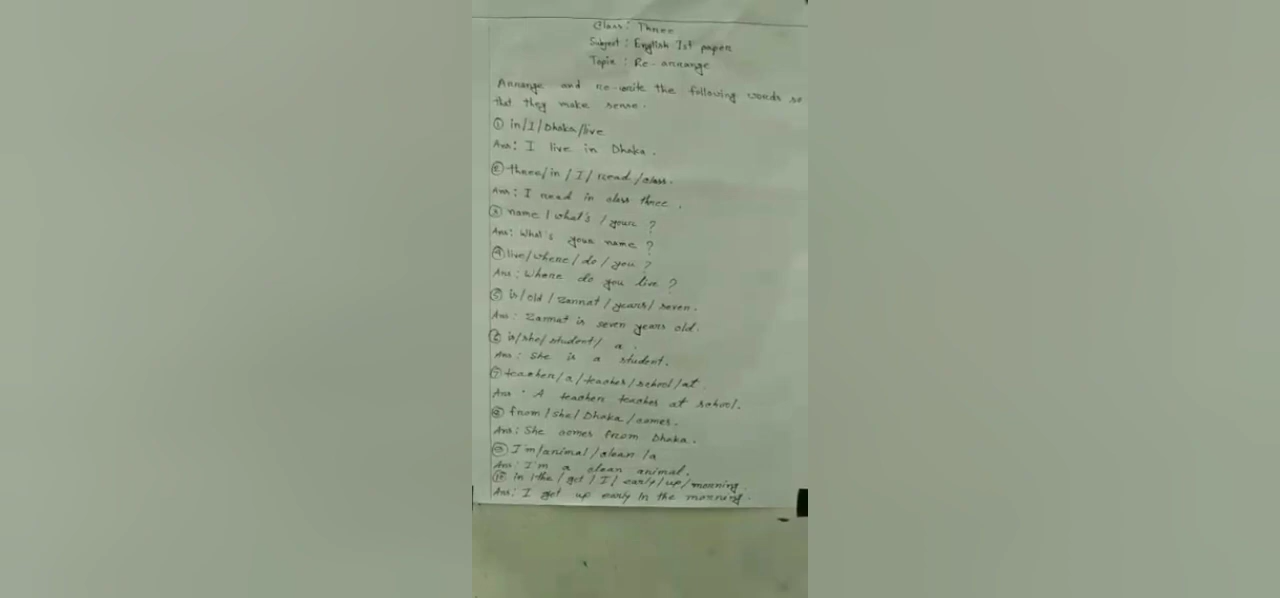 Class: Three
Subject: English 1st paper
Topic: Re-arrange
Arrange and re-write the following words so
that they make sense.
① in/I/Dhaka/live
Ans: I live in Dhaka.
② three/in/I/read/class.
Ans: I read in class three.
③ name/what's/your?
Ans: What's your name?
④ live/where/do/you?
Ans: Where do you live?
⑤ is/old/Zannat/years/seven.
Ans: Zannat is seven years old.
⑥ is/she/student/a.
Ans: She is a student.
⑦ teacher/a/teaches/school/at.
Ans: A teacher teaches at school.
⑧ from/she/Dhaka/comes.
Ans: She comes from Dhaka.
⑨ I'm/animal/clean/a
Ans: I'm a clean animal.
⑩ in/the/get/I/early/up/morning.
Ans: I get up early In the morning.